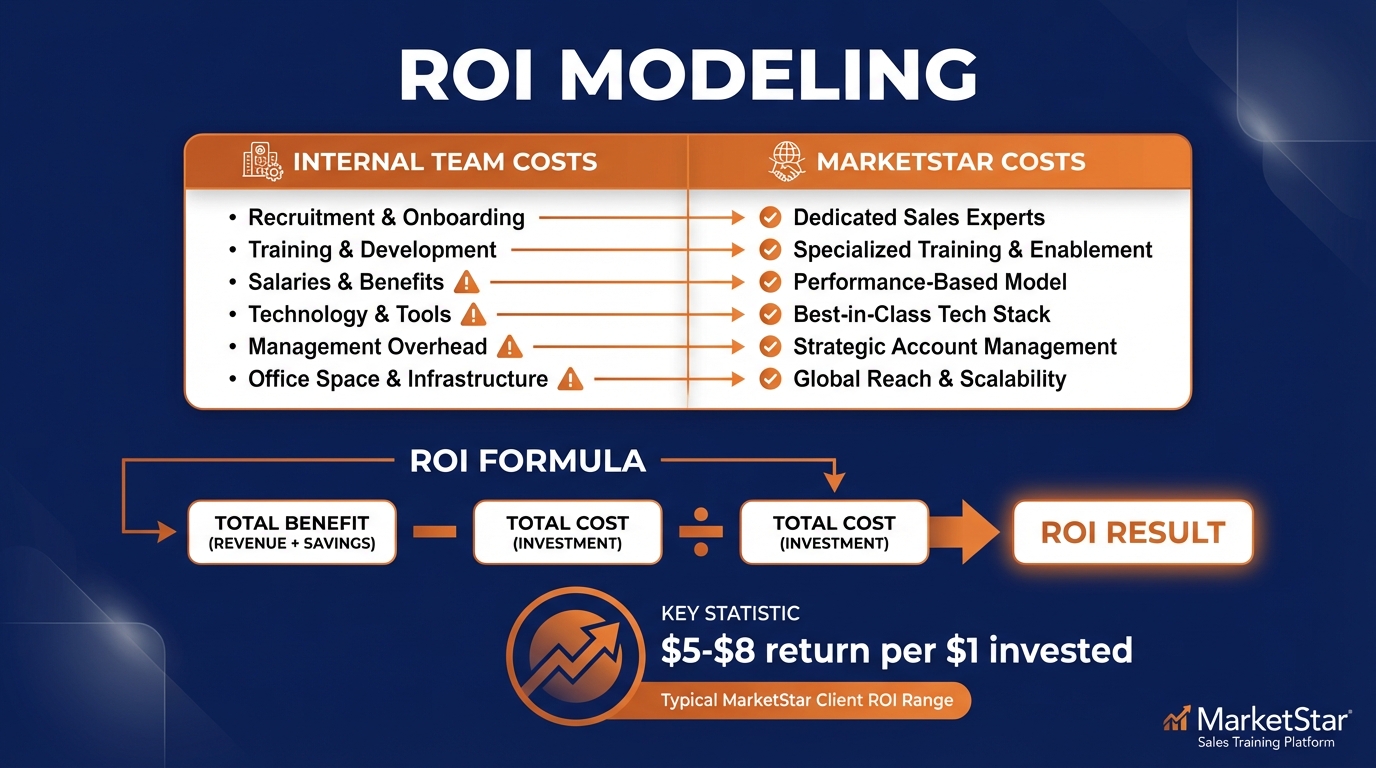 ROI MODELING
INTERNAL TEAM COSTS
MARKETSTAR COSTS
• Recruitment & Onboarding
Dedicated Sales Experts
• Training & Development
Specialized Training & Enablement
• Salaries & Benefits
Performance-Based Model
• Technology & Tools
Best-in-Class Tech Stack
• Management Overhead
Strategic Account Management
• Office Space & Infrastructure
Global Reach & Scalability
ROI FORMULA
TOTAL BENEFIT
(REVENUE + SAVINGS)
−
TOTAL COST
(INVESTMENT)
÷
TOTAL COST
(INVESTMENT)
ROI RESULT
KEY STATISTIC
$5-$8 return per $1 invested
Typical MarketStar Client ROI Range
MarketStar®
Sales Training Platform